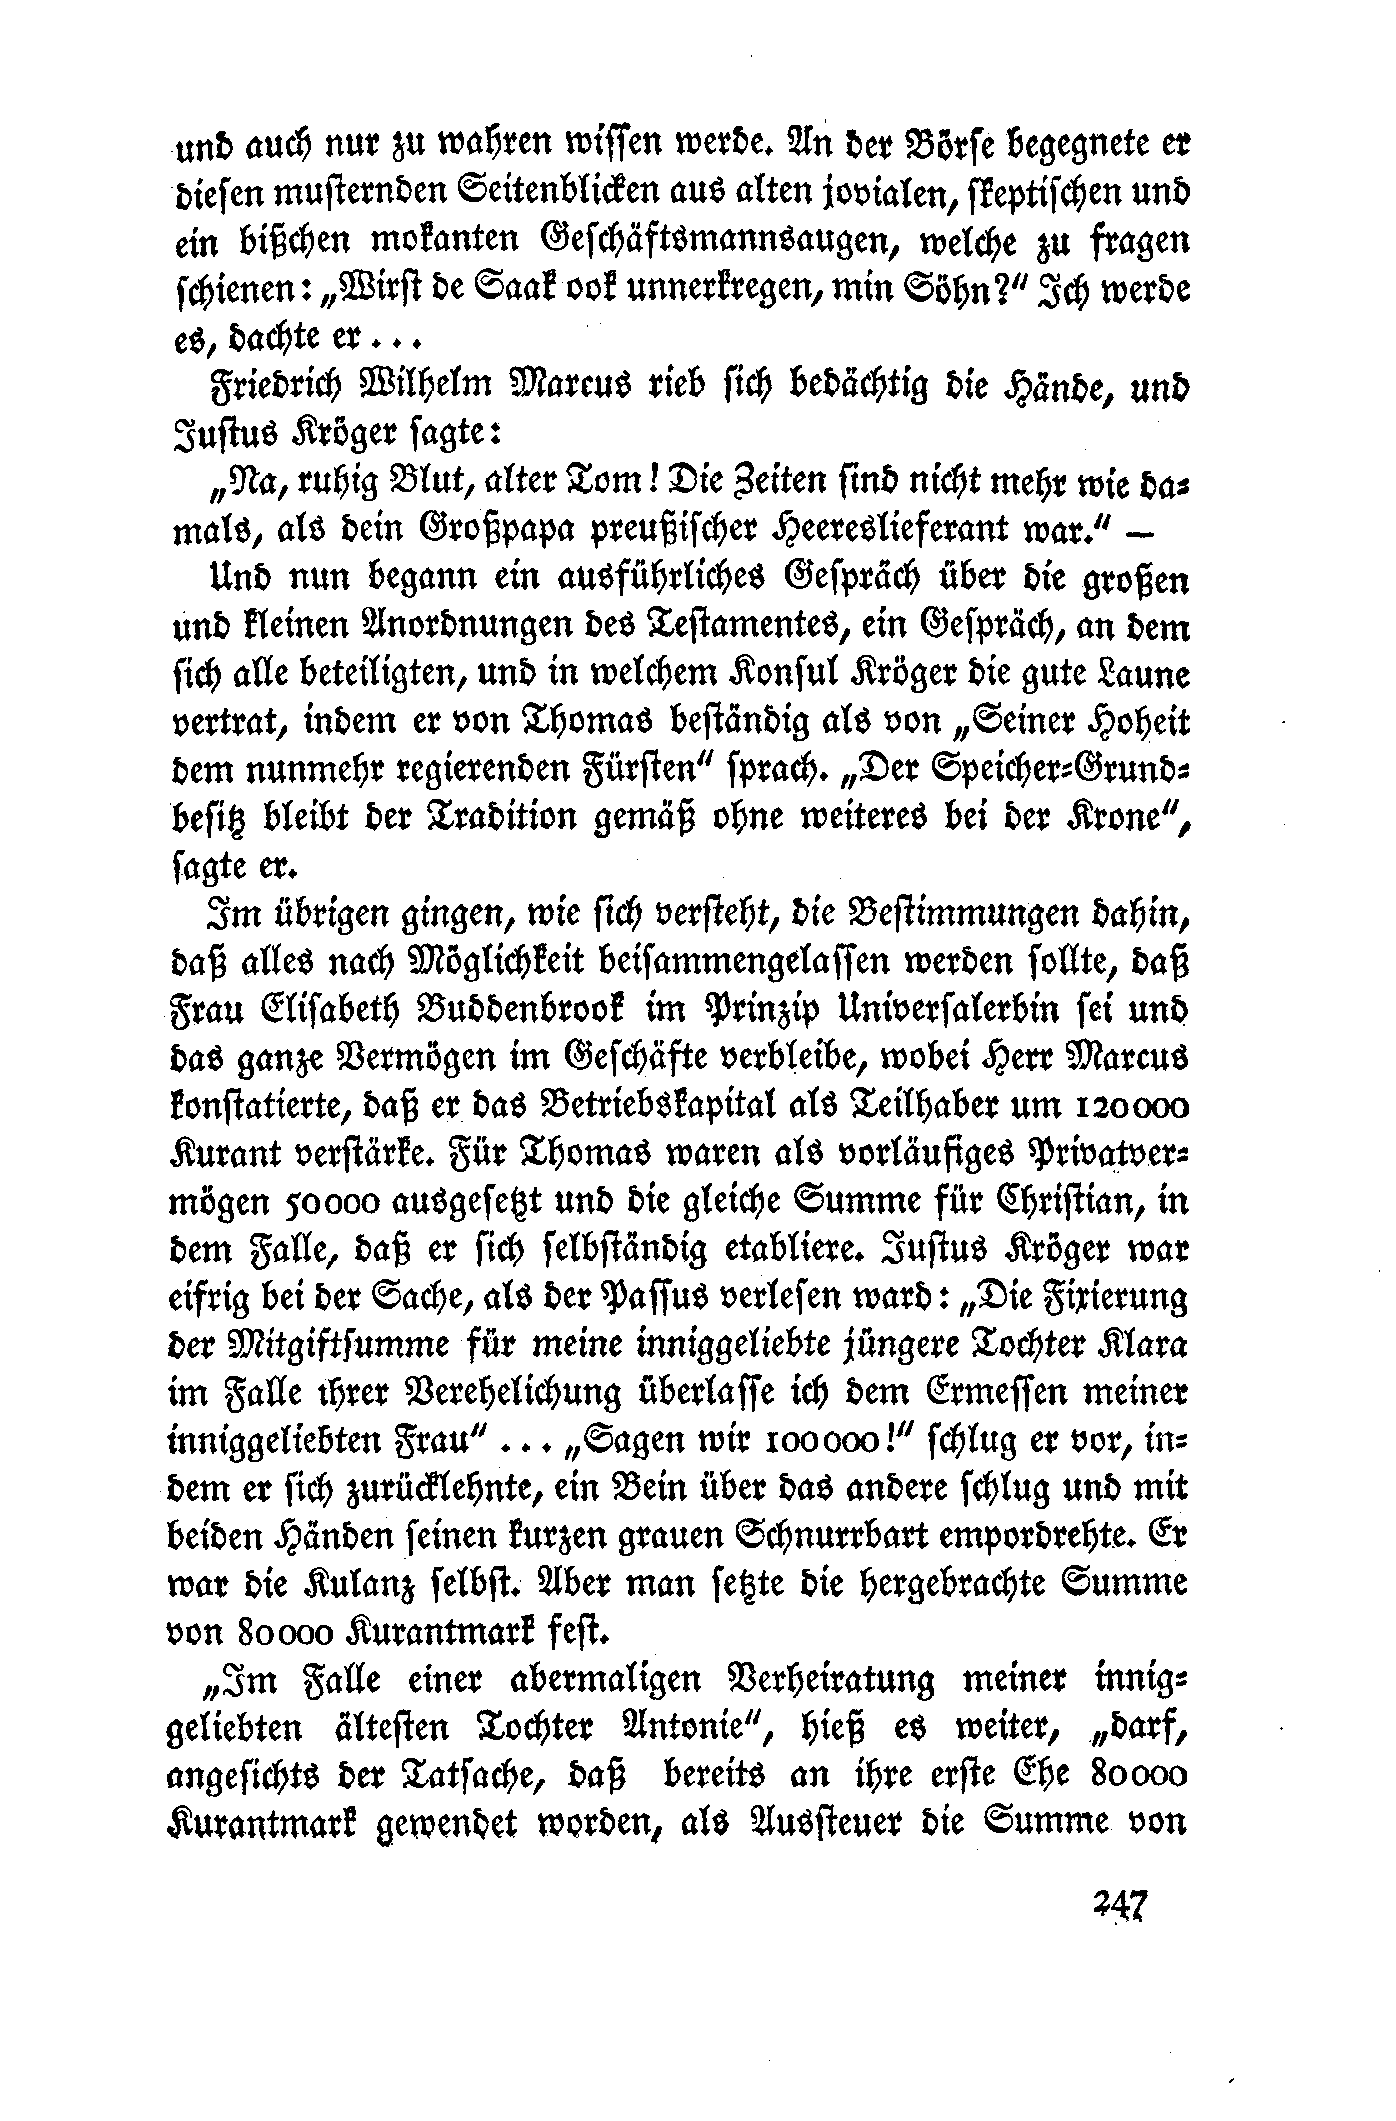 und auch nur zu wahren wissen werde. An der Börse begegnete er
diesen musternden Seitenblicken aus alten jovialen, skeptischen und
ein bißchen mokanten Geschäftsmannsaugen, welche zu fragen
schienen: „Wirst de Saak ook unnerkregen, min Söhn?“ Ich werde
es, dachte er . . .
Friedrich Wilhelm Marcus rieb sich bedächtig die Hände, und
Justus Kröger sagte:
„Na, ruhig Blut, alter Tom! Die Zeiten sind nicht mehr wie da-
mals, als dein Großpapa preußischer Heereslieferant war.“ —
Und nun begann ein ausführliches Gespräch über die großen
und kleinen Anordnungen des Testamentes, ein Gespräch, an dem
sich alle beteiligten, und in welchem Konsul Kröger die gute Laune
vertrat, indem er von Thomas beständig als von „Seiner Hoheit
dem nunmehr regierenden Fürsten“ sprach. „Der Speicher-Grund-
besitz bleibt der Tradition gemäß ohne weiteres bei der Krone“,
sagte er.
Im übrigen gingen, wie sich versteht, die Bestimmungen dahin,
daß alles nach Möglichkeit beisammengelassen werden sollte, daß
Frau Elisabeth Buddenbrook im Prinzip Universalerbin sei und
das ganze Vermögen im Geschäfte verbleibe, wobei Herr Marcus
konstatierte, daß er das Betriebskapital als Teilhaber um 120000
Kurant verstärke. Für Thomas waren als vorläufiges Privatver-
mögen 50000 ausgesetzt und die gleiche Summe für Christian, in
dem Falle, daß er sich selbständig etabliere. Justus Kröger war
eifrig bei der Sache, als der Passus verlesen ward: „Die Fixierung
der Mitgiftsumme für meine inniggeliebte jüngere Tochter Klara
im Falle ihrer Verehelichung überlasse ich dem Ermessen meiner
inniggeliebten Frau“ . . . „Sagen wir 100000!“ schlug er vor, in-
dem er sich zurücklehnte, ein Bein über das andere schlug und mit
beiden Händen seinen kurzen grauen Schnurrbart empordrehte. Er
war die Kulanz selbst. Aber man setzte die hergebrachte Summe
von 80000 Kurantmark fest.
„Im Falle einer abermaligen Verheiratung meiner innig-
geliebten ältesten Tochter Antonie“, hieß es weiter, „darf,
angesichts der Tatsache, daß bereits an ihre erste Ehe 80000
Kurantmark gewendet worden, als Aussteuer die Summe von
247